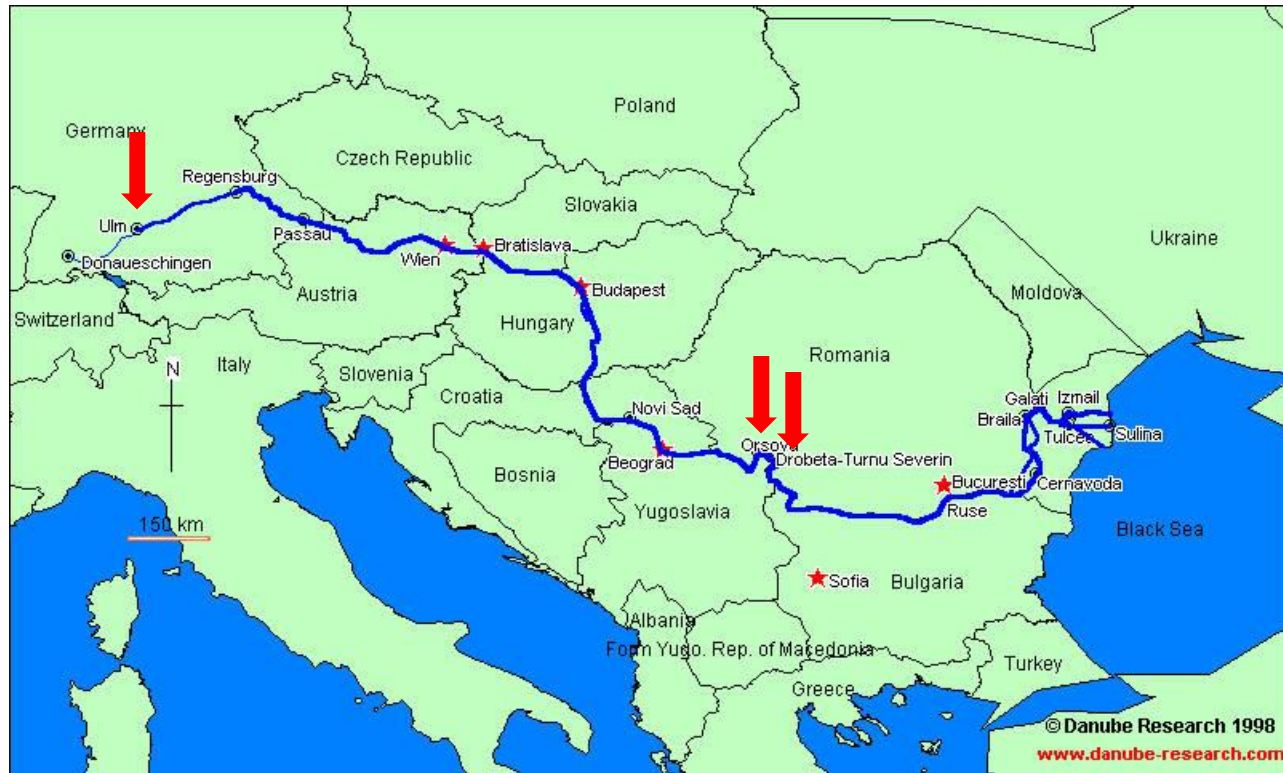 Poland
Germany
Czech Republic
Regensburg
Slovakia
Ulm
Passau
Ukraine
Wien
Bratislava
Donaueschingen
Moldova
Austria
Budapest
Switzerland
Hungary
Romania
Italy
N
Slovenia
Croatia
Galati
Izmail
Novi Sad
Braila
Tulcea
Sulina
Orsova
Beograd
Drobeta-Turnu Severin
Bosnia
Bucuresti
Cernavoda
Yugoslavia
Ruse
150 km
Black Sea
Sofia
Bulgaria
Albania
Form Yugo. Rep. of Macedonia
Turkey
Greece
© Danube Research 1998
www.danube-research.com